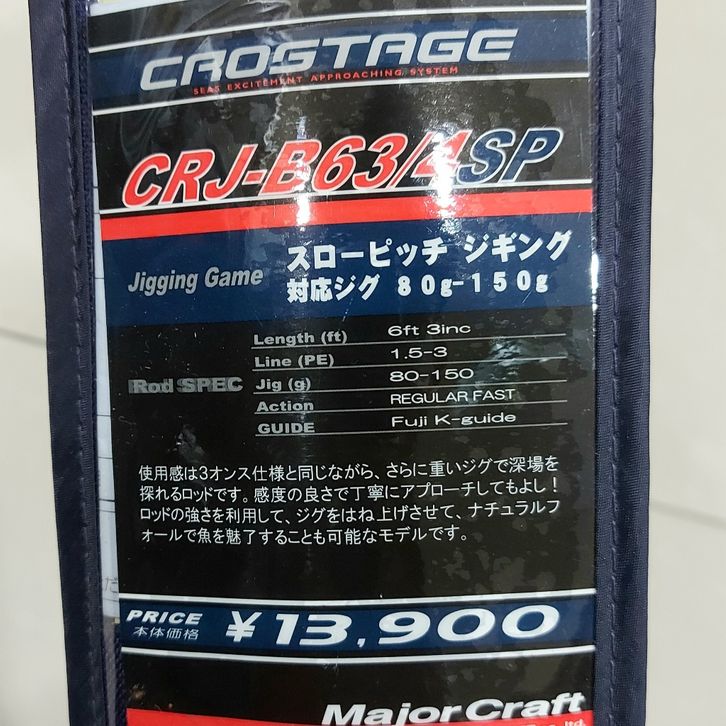 CROSTAGE
SEAS EXCITEMENT APPROACHING SYSTEM
CRJ-B63/4SP
Jigging Game
スローピッチ ジギング
対応ジグ 80g-150g
Rod SPEC
Length (ft) 6ft 3inc
Line (PE) 1.5-3
Jig (g) 80-150
Action REGULAR FAST
GUIDE Fuji K-guide
使用感は3オンス仕様と同じながら、さらに重いジグで深場を
探れるロッドです。感度の良さで丁寧にアプローチしてもよし！
ロッドの強さを利用して、ジグをはね上げさせて、ナチュラルフ
ォールで魚を魅了することも可能なモデルです。
PRICE
本体価格
¥13,900
Major Craft